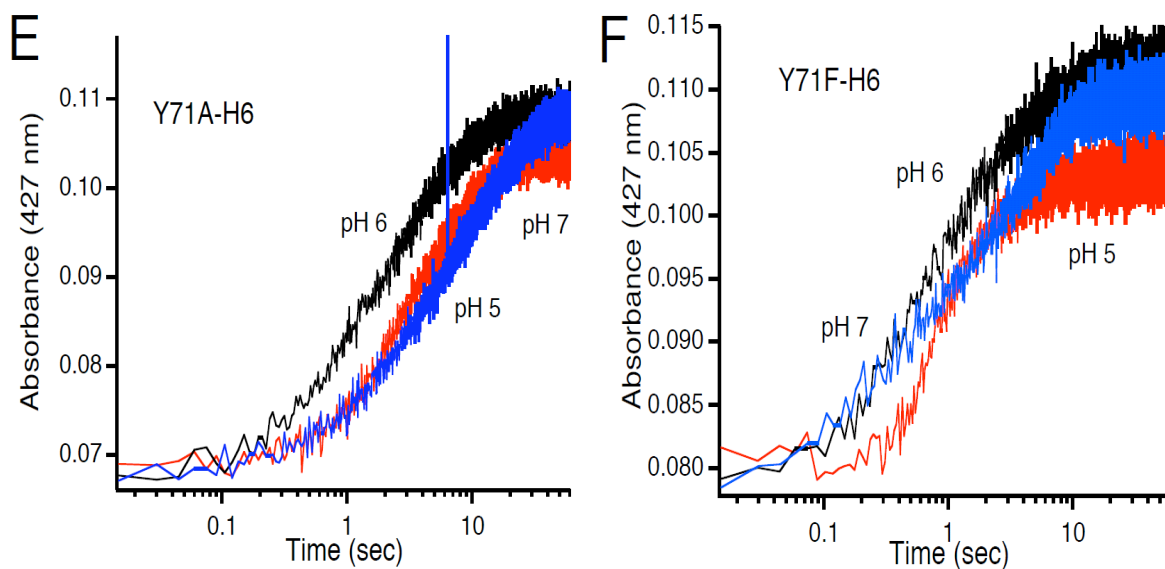 E
Y71A-H6
Absorbance (427 nm)
0.11
0.10
0.09
0.08
0.07
pH 6
pH 7
pH 5
0.1
1
10
Time (sec)
F
Y71F-H6
Absorbance (427 nm)
0.115
0.110
0.105
0.100
0.095
0.090
0.085
0.080
pH 6
pH 5
pH 7
0.1
1
10
Time (sec)